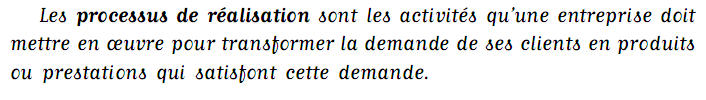 Les processus de réalisation sont les activités qu'une entreprise doit
mettre en œuvre pour transformer la demande de ses clients en produits
ou prestations qui satisfont cette demande.